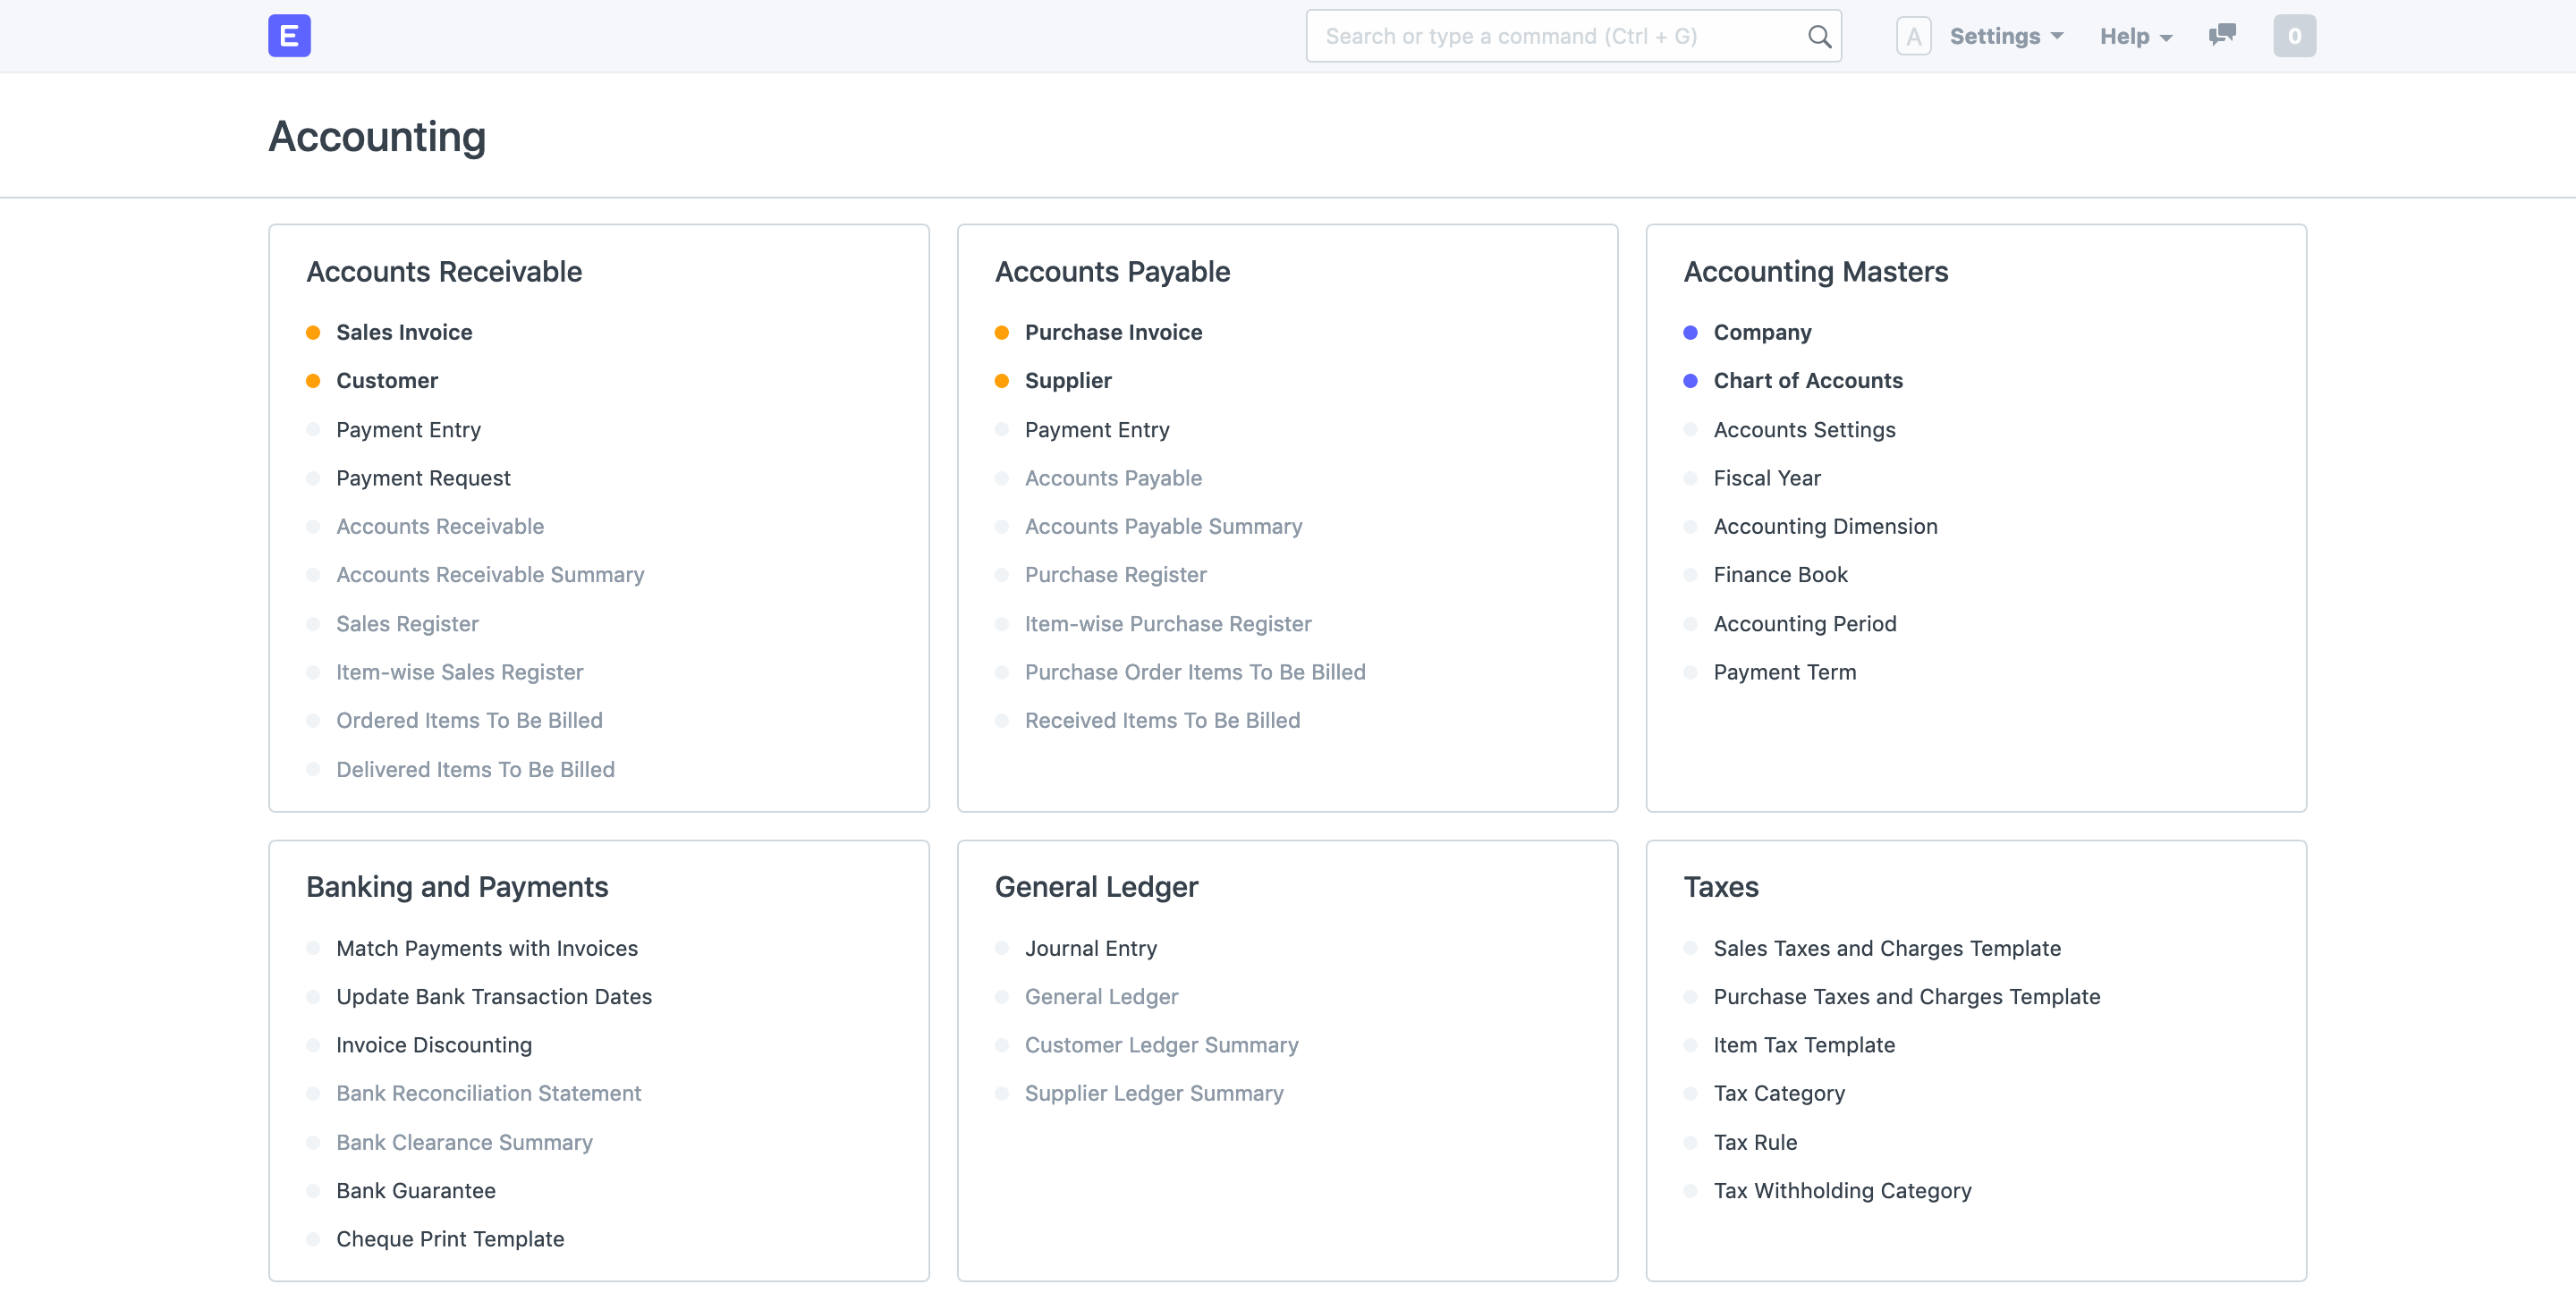 E
Search or type a command (Ctrl + G)
A
Settings
Help
0
Accounting
Accounts Receivable
Sales Invoice
Customer
Payment Entry
Payment Request
Accounts Receivable
Accounts Receivable Summary
Sales Register
Item-wise Sales Register
Ordered Items To Be Billed
Delivered Items To Be Billed
Accounts Payable
Purchase Invoice
Supplier
Payment Entry
Accounts Payable
Accounts Payable Summary
Purchase Register
Item-wise Purchase Register
Purchase Order Items To Be Billed
Received Items To Be Billed
Accounting Masters
Company
Chart of Accounts
Accounts Settings
Fiscal Year
Accounting Dimension
Finance Book
Accounting Period
Payment Term
Banking and Payments
Match Payments with Invoices
Update Bank Transaction Dates
Invoice Discounting
Bank Reconciliation Statement
Bank Clearance Summary
Bank Guarantee
Cheque Print Template
General Ledger
Journal Entry
General Ledger
Customer Ledger Summary
Supplier Ledger Summary
Taxes
Sales Taxes and Charges Template
Purchase Taxes and Charges Template
Item Tax Template
Tax Category
Tax Rule
Tax Withholding Category